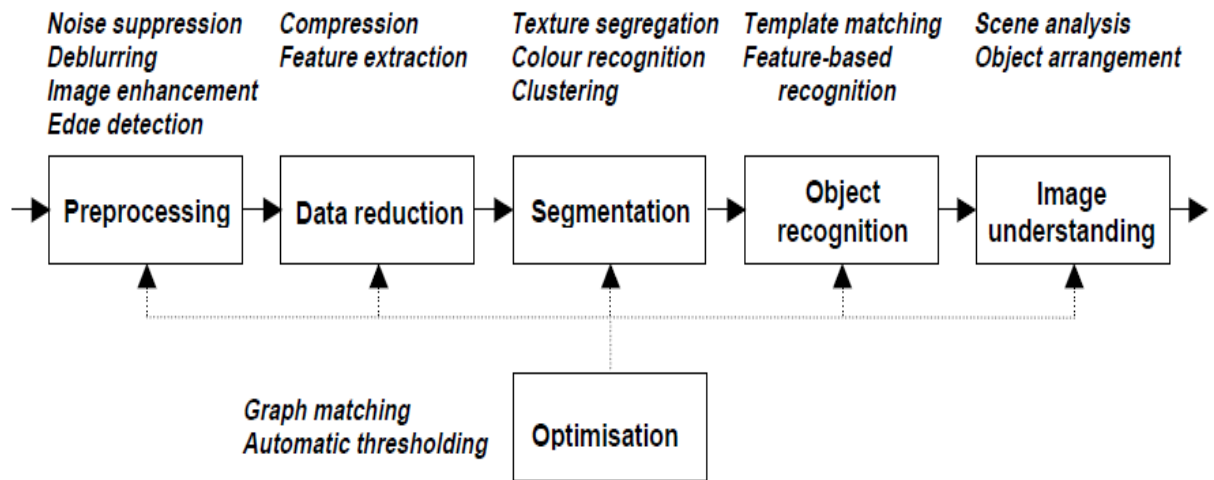 Noise suppression
Deblurring
Image enhancement
Edge detection
Compression
Feature extraction
Texture segregation
Colour recognition
Clustering
Template matching
Feature-based
recognition
Scene analysis
Object arrangement
Preprocessing
Data reduction
Segmentation
Object
recognition
Image
understanding
Graph matching
Automatic thresholding
Optimisation